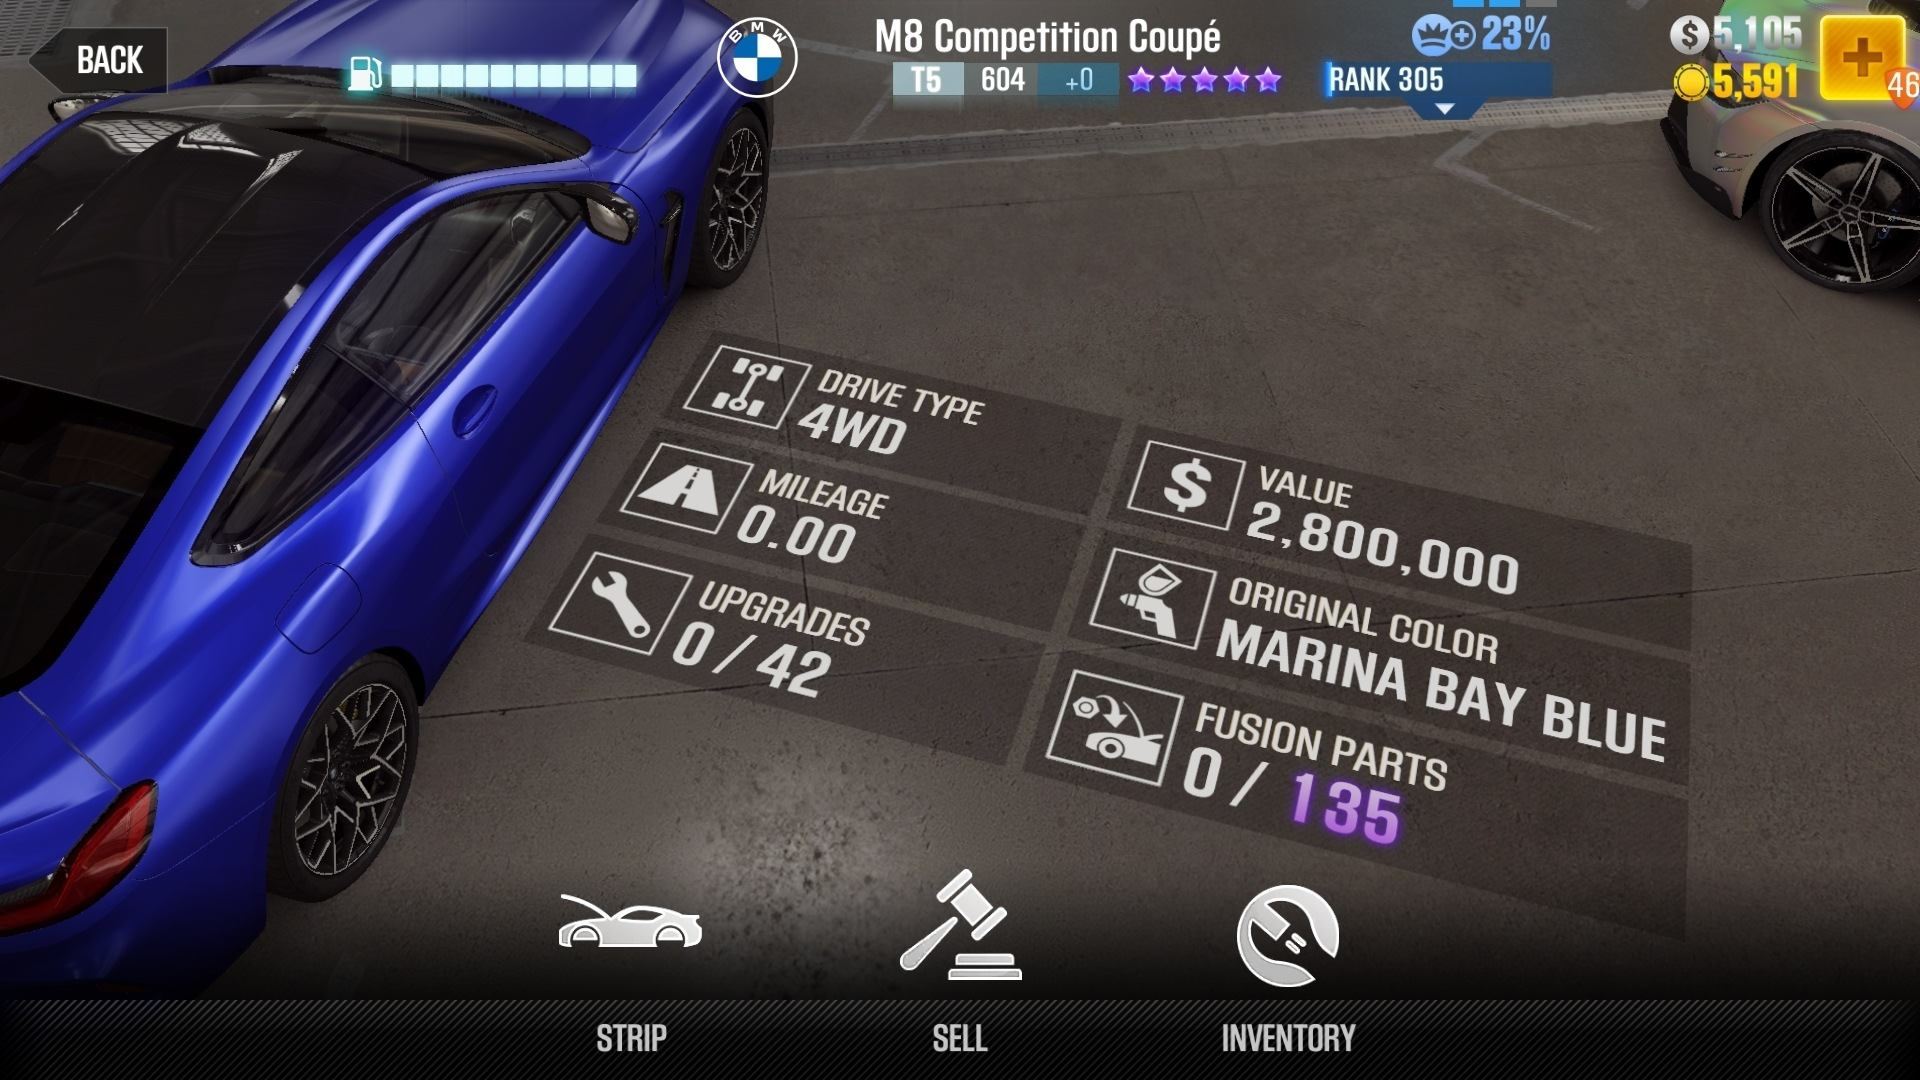 BACK
BMW
M8 Competition Coupé
T5 604 +0
23%
RANK 305
$ 5,105
5,591
46
DRIVE TYPE
4WD
MILEAGE
0.00
UPGRADES
0 / 42
$ VALUE
2,800,000
ORIGINAL COLOR
MARINA BAY BLUE
FUSION PARTS
0 / 135
STRIP
SELL
INVENTORY